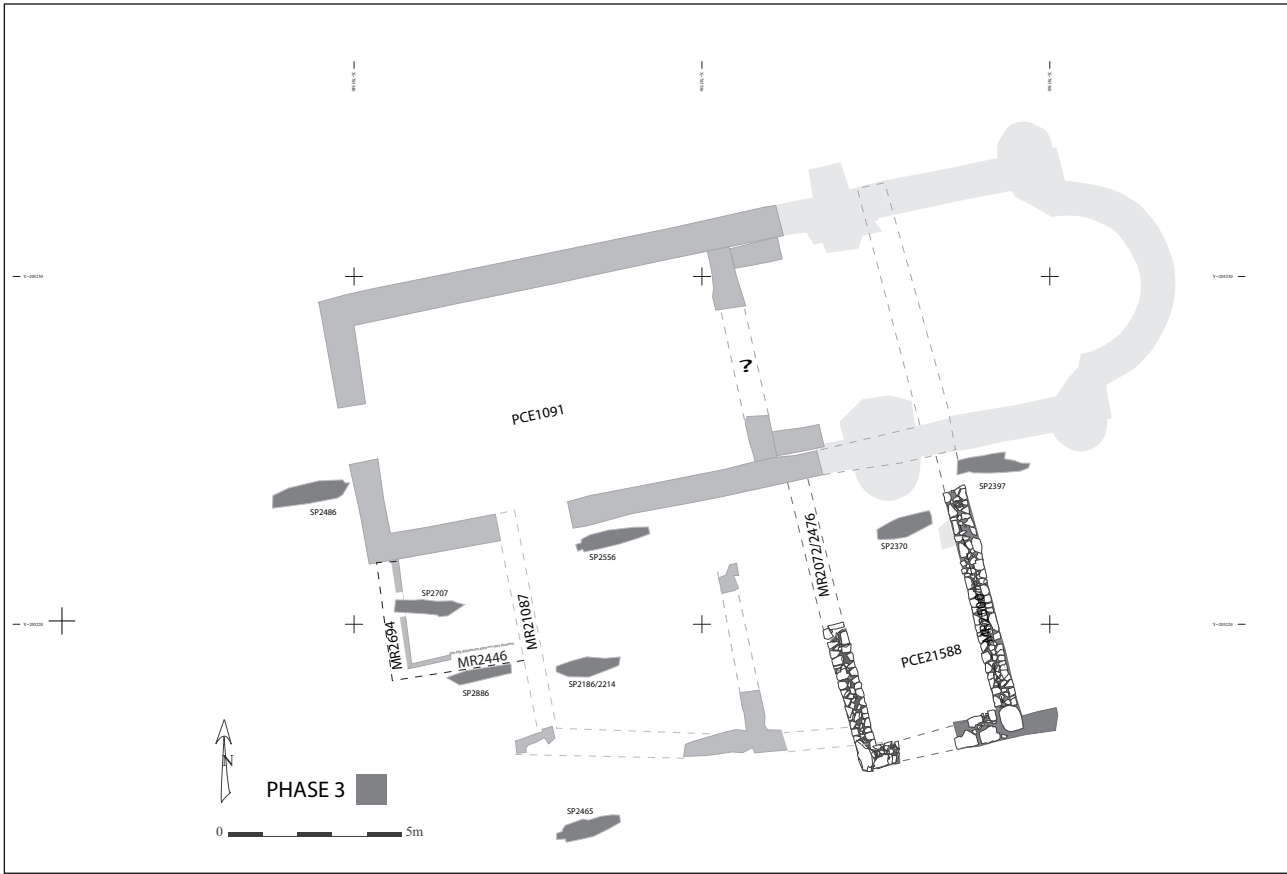 PCE1091
?
SP2486
SP2556
SP2397
SP2370
MR2072/2476
MR21087
SP2707
MR2694
MR2446
SP2886
SP2186/2214
PCE21588
N
PHASE 3
SP2465
0
5m